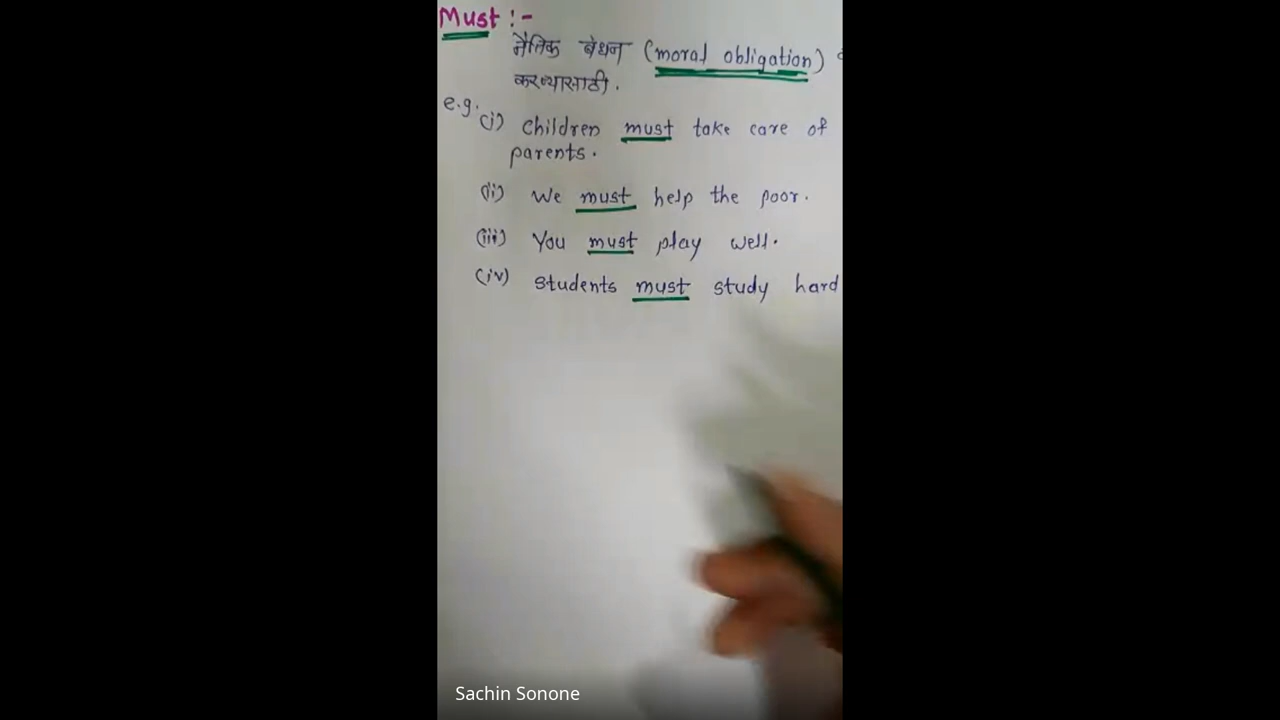 Must :-
नैतिक बंधन (moral obligation)
करण्यासाठी.
e.g. (i) Children must take care of
parents.
(ii) We must help the poor.
(iii) You must play well.
(iv) Students must study hard
Sachin Sonone